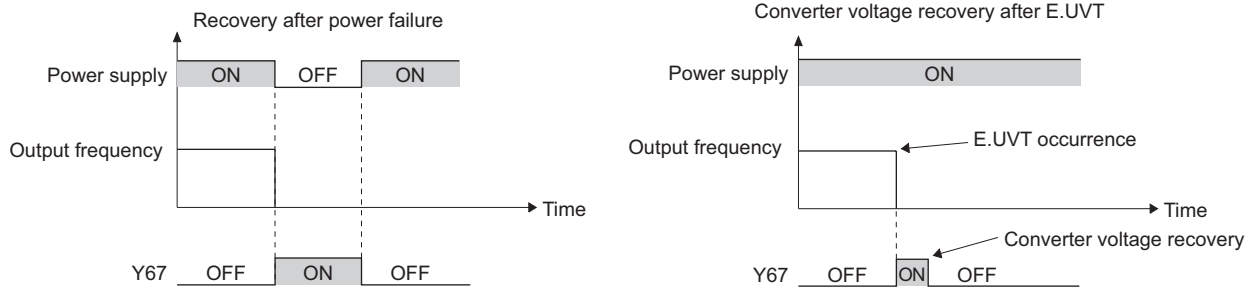 Recovery after power failure
Power supply ON OFF ON
Output frequency
Time
Y67 OFF ON OFF
Converter voltage recovery after E.UVT
Power supply ON
Output frequency
E.UVT occurrence
Time
Converter voltage recovery
Y67 OFF ON OFF